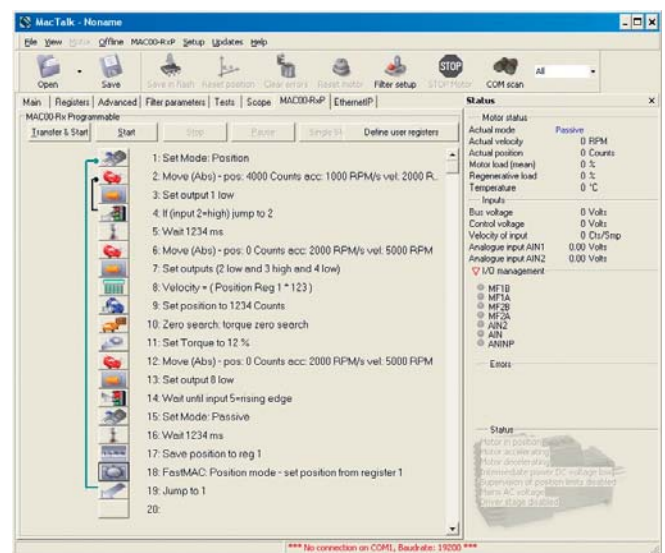 MacTalk - Noname
File View Motor Offline MAC00-RxP Setup Updates Help
Open Save Save in flash Reset position Clear errors Reset motor Filter setup STOP Motor COM scan All
STOP
Main Registers Advanced Filter parameters Tests Scope MAC00-RxP EthernetIP
MAC00-Rx Programmable
Transfer & Start Start Stop Pause Define user registers
1: Set Mode: Position
2: Move (Abs) - pos: 4000 Counts acc: 1000 RPM/s vel: 2000 R..
3: Set output 1 low
4: If (input 2=high) jump to 2
5: Wait 1234 ms
6: Move (Abs) - pos: 0 Counts acc: 2000 RPM/s vel: 5000 RPM
7: Set outputs (2 low and 3 high and 4 low)
8: Velocity = ( Position Reg 1 * 123 )
9: Set position to 1234 Counts
10: Zero search: torque zero search
11: Set Torque to 12 %
12: Move (Abs) - pos: 0 Counts acc: 2000 RPM/s vel: 5000 RPM
13: Set output 8 low
14: Wait until input 5=rising edge
15: Set Mode: Passive
16: Wait 1234 ms
17: Save position to reg 1
18: FastMAC: Position mode - set position from register 1
19: Jump to 1
20:
Status x
Motor status
Actual mode Passive
Actual velocity 0 RPM
Actual position 0 Counts
Motor load (mean) 0 %
Regenerative load 0 %
Temperature 0 °C
Inputs
Bus voltage 0 Volts
Control voltage 0 Volts
Velocity of input 0 Cts/Smp
Analogue input AIN1 0.00 Volts
Analogue input AIN2 0.00 Volts
I/O management
MF1B
MF1A
MF2B
MF2A
AIN2
AIN
ANINP
Errors
Status
Motor in position
Motor accelerating
Motor decelerating
Intermediate power DC voltage low
Supervision of position limits disabled
Mains AC voltage
Driver stage disabled
*** No connection on COM1, Baudrate: 19200 ***